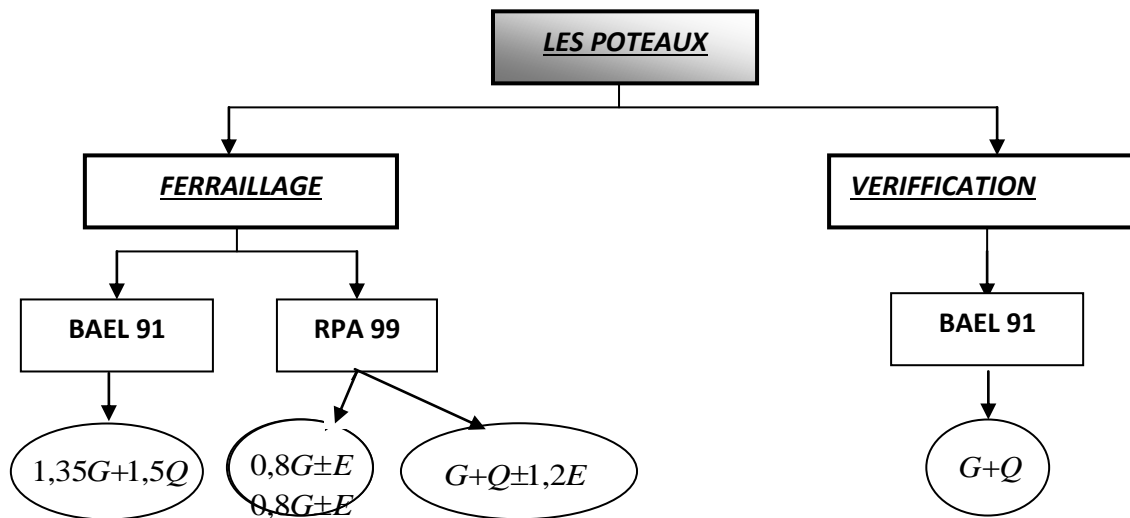 LES POTEAUX
FERRAILLAGE
VERIFFICATION
BAEL 91
RPA 99
BAEL 91
1,35G+1,5Q
0,8G±E
0,8G±E
G+Q±1,2E
G+Q